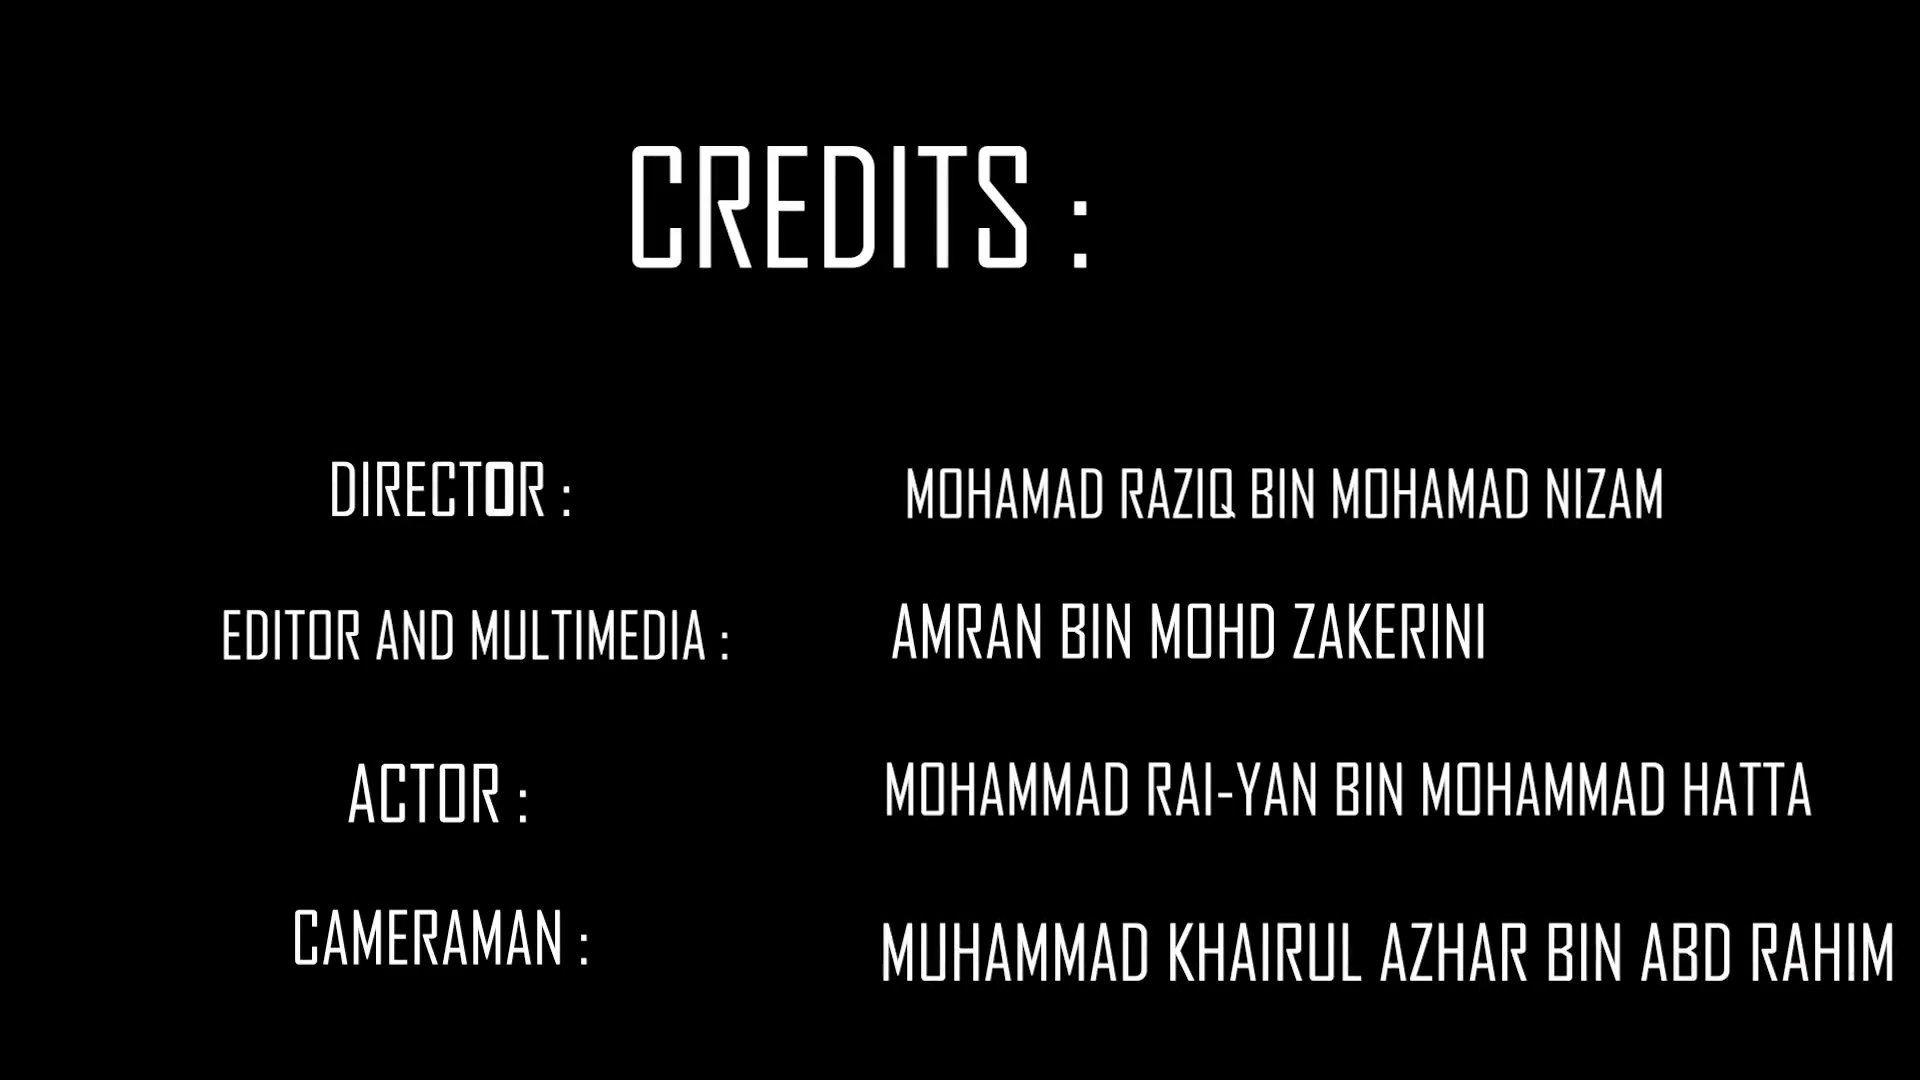 CREDITS :
DIRECTOR : MOHAMAD RAZIQ BIN MOHAMAD NIZAM
EDITOR AND MULTIMEDIA : AMRAN BIN MOHD ZAKERINI
ACTOR : MOHAMMAD RAI-YAN BIN MOHAMMAD HATTA
CAMERAMAN : MUHAMMAD KHAIRUL AZHAR BIN ABD RAHIM